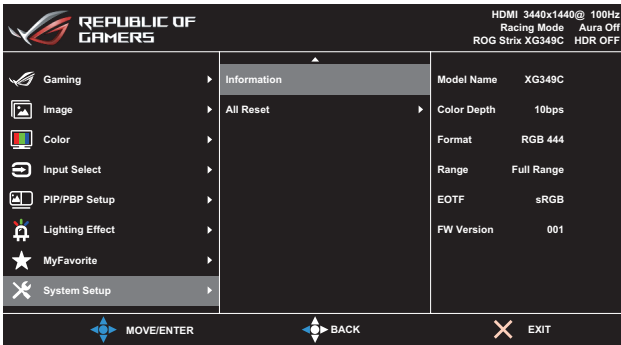 REPUBLIC OF
GAMERS
HDMI 3440x1440@ 100Hz
Racing Mode Aura Off
ROG Strix XG349C HDR OFF
Gaming
Image
Color
Input Select
PIP/PBP Setup
Lighting Effect
MyFavorite
System Setup
Information
All Reset
Model Name XG349C
Color Depth 10bps
Format RGB 444
Range Full Range
EOTF sRGB
FW Version 001
MOVE/ENTER
BACK
EXIT